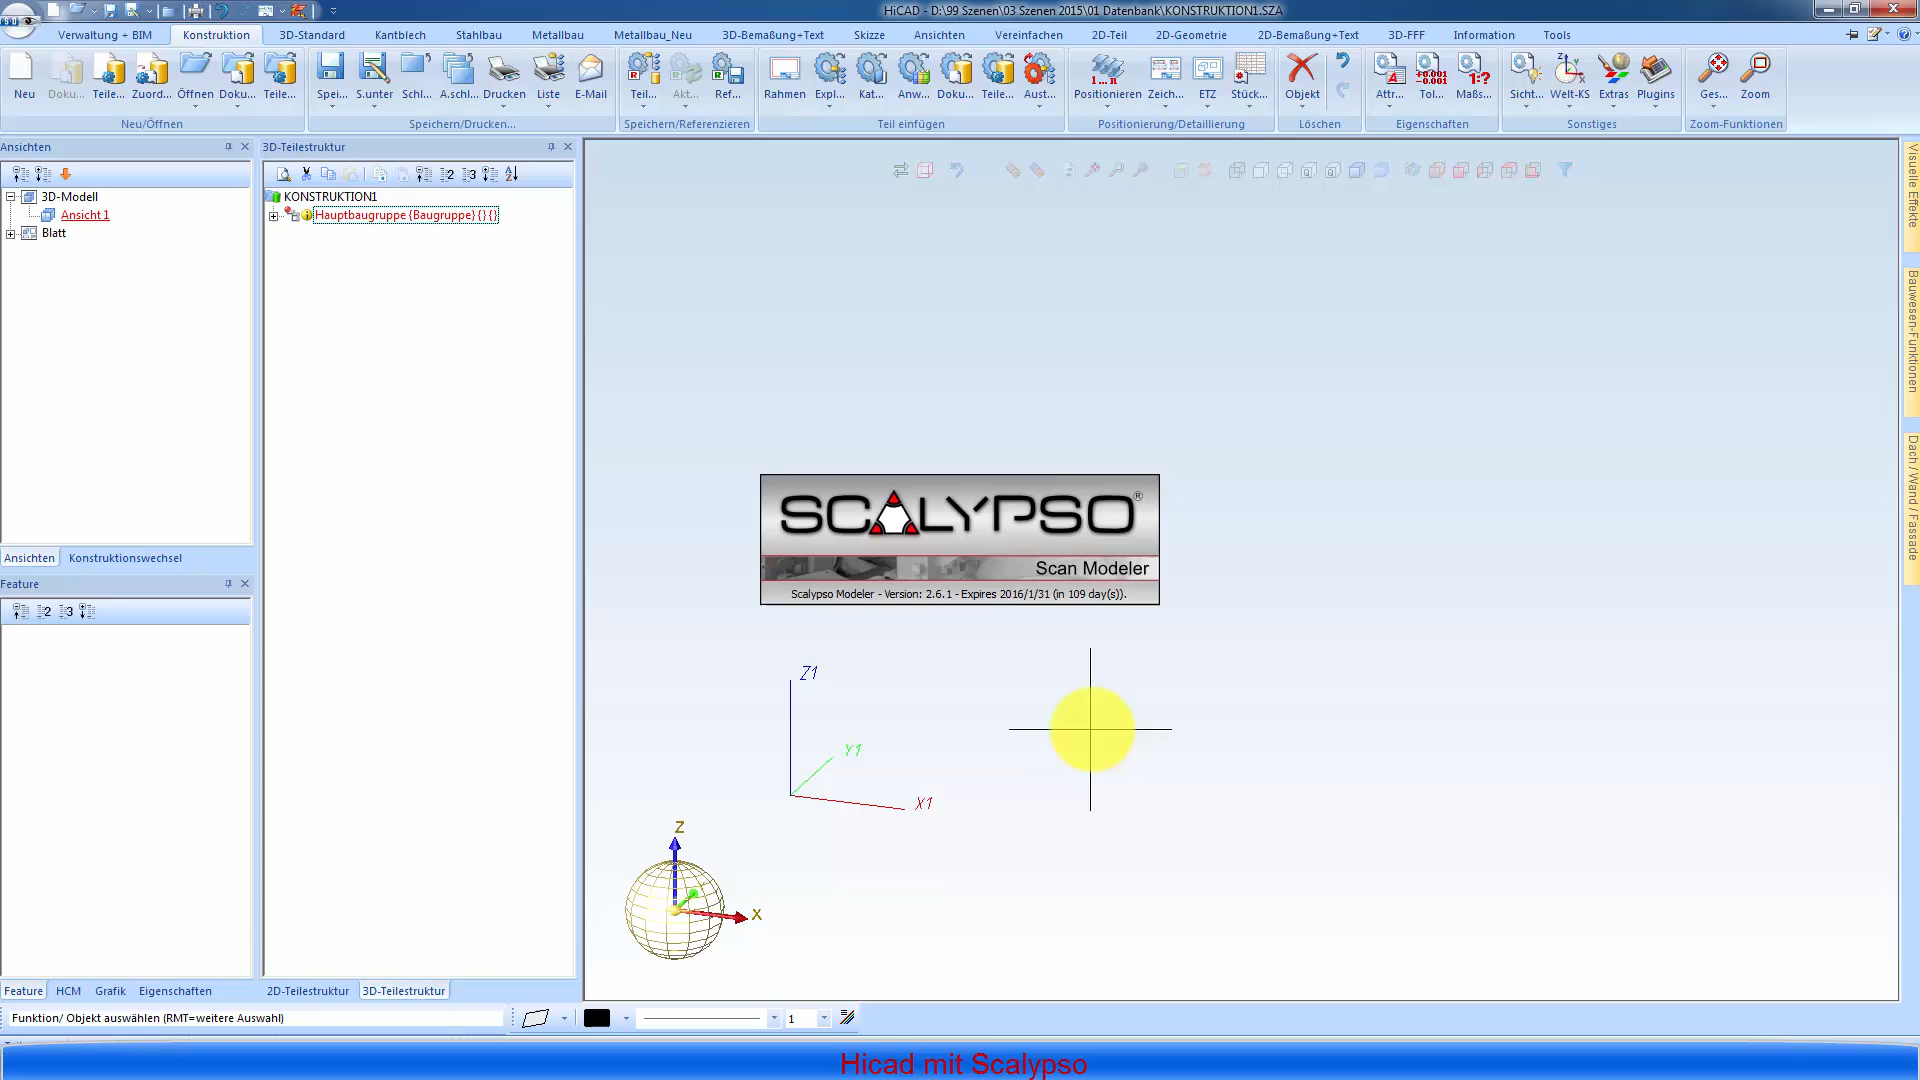 HiCAD - D:\99 Szenen\03 Szenen 2015\01 Datenbank\KONSTRUKTION1.SZA
Verwaltung + BIM Konstruktion 3D-Standard Kantblech Stahlbau Metallbau Metallbau_Neu 3D-Bemaßung+Text Skizze Ansichten Vereinfachen 2D-Teil 2D-Geometrie 2D-Bemaßung+Text 3D-FFF Information Tools
Neu Doku... Teile... Zuord... Öffnen Doku... Teile... Spei... S.unter Schl... A.schl... Drucken Liste E-Mail Teil... Akt... Ref... Rahmen Expl... Kat... Anw... Doku... Teile... Aust... Positionieren Zeich... ETZ Stück... Objekt Attr... Tol... Maßs... Sicht... Welt-KS Extras Plugins Ges... Zoom
Neu/Öffnen Speichern/Drucken... Speichern/Referenzieren Teil einfügen Positionierung/Detaillierung Löschen Eigenschaften Sonstiges Zoom-Funktionen
Ansichten
3D-Teilestruktur
3D-Modell
Ansicht 1
Blatt
KONSTRUKTION1
Hauptbaugruppe {Baugruppe} {} {}
Visuelle Effekte
Bauwesen-Funktionen
Dach / Wand / Fassade
SCALYPSO ®
Scan Modeler
Scalypso Modeler - Version: 2.6.1 - Expires 2016/1/31 (in 109 day(s)).
Ansichten Konstruktionswechsel
Feature
2 3
Z1
Y1
X1
Z
X
Feature HCM Grafik Eigenschaften
2D-Teilestruktur 3D-Teilestruktur
Funktion/ Objekt auswählen (RMT=weitere Auswahl)
1
Hicad mit Scalypso